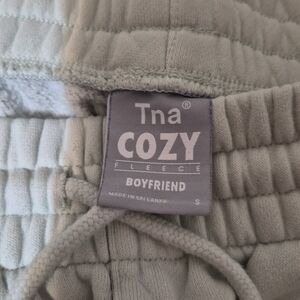 Tna®
COZY
FLEECE
BOYFRIEND
MADE IN SRI LANKA
S